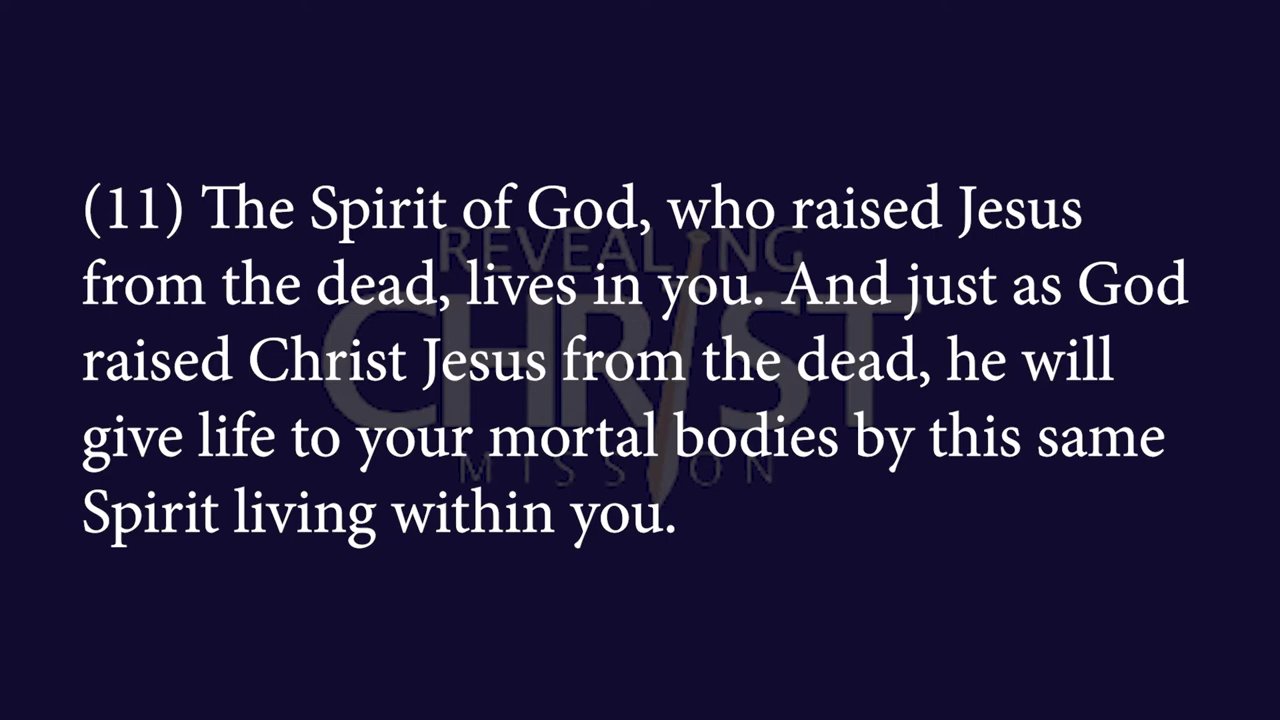 (11) The Spirit of God, who raised Jesus
from the dead, lives in you. And just as God
raised Christ Jesus from the dead, he will
give life to your mortal bodies by this same
Spirit living within you.
REVEALING
CHRIST
MISSION